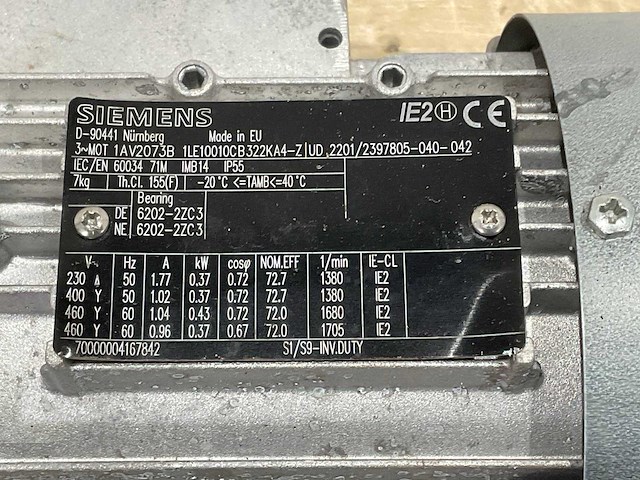 SIEMENS IE2 H CE
D-90441 Nürnberg Made in EU
3~MOT 1AV2073B 1LE10010CB322KA4-Z UD 2201/2397805-040-042
IEC/EN 60034 71M IMB14 IP55
7kg Th.Cl. 155(F) -20°C <=TAMB<=40°C
Bearing
DE 6202-2ZC3
NE 6202-2ZC3
V Hz A kW cosφ NOM.EFF 1/min IE-CL
230 Δ 50 1.77 0.37 0.72 72.7 1380 IE2
400 Y 50 1.02 0.37 0.72 72.7 1380 IE2
460 Y 60 1.04 0.43 0.72 72.0 1680 IE2
460 Y 60 0.96 0.37 0.67 72.0 1705 IE2
70000004167842 S1/S9-INV.DUTY